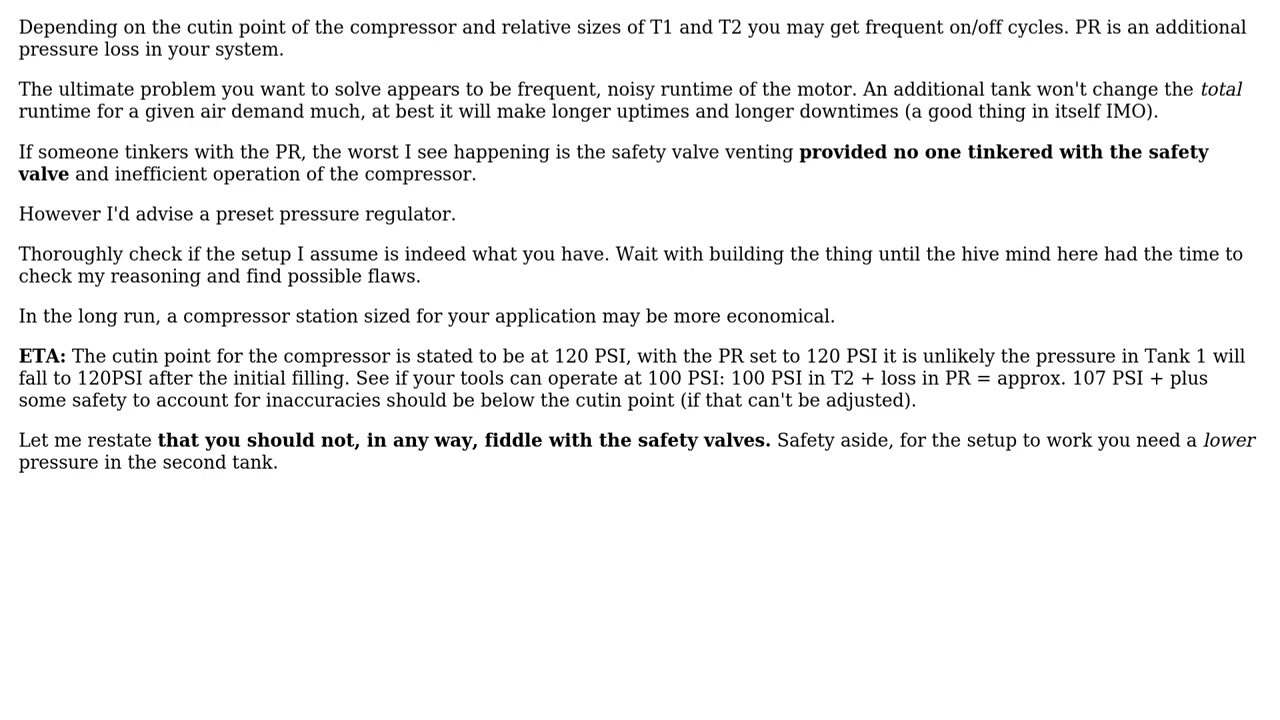 Depending on the cutin point of the compressor and relative sizes of T1 and T2 you may get frequent on/off cycles. PR is an additional
pressure loss in your system.
The ultimate problem you want to solve appears to be frequent, noisy runtime of the motor. An additional tank won't change the total
runtime for a given air demand much, at best it will make longer uptimes and longer downtimes (a good thing in itself IMO).
If someone tinkers with the PR, the worst I see happening is the safety valve venting provided no one tinkered with the safety
valve and inefficient operation of the compressor.
However I'd advise a preset pressure regulator.
Thoroughly check if the setup I assume is indeed what you have. Wait with building the thing until the hive mind here had the time to
check my reasoning and find possible flaws.
In the long run, a compressor station sized for your application may be more economical.
ETA: The cutin point for the compressor is stated to be at 120 PSI, with the PR set to 120 PSI it is unlikely the pressure in Tank 1 will
fall to 120PSI after the initial filling. See if your tools can operate at 100 PSI: 100 PSI in T2 + loss in PR = approx. 107 PSI + plus
some safety to account for inaccuracies should be below the cutin point (if that can't be adjusted).
Let me restate that you should not, in any way, fiddle with the safety valves. Safety aside, for the setup to work you need a lower
pressure in the second tank.